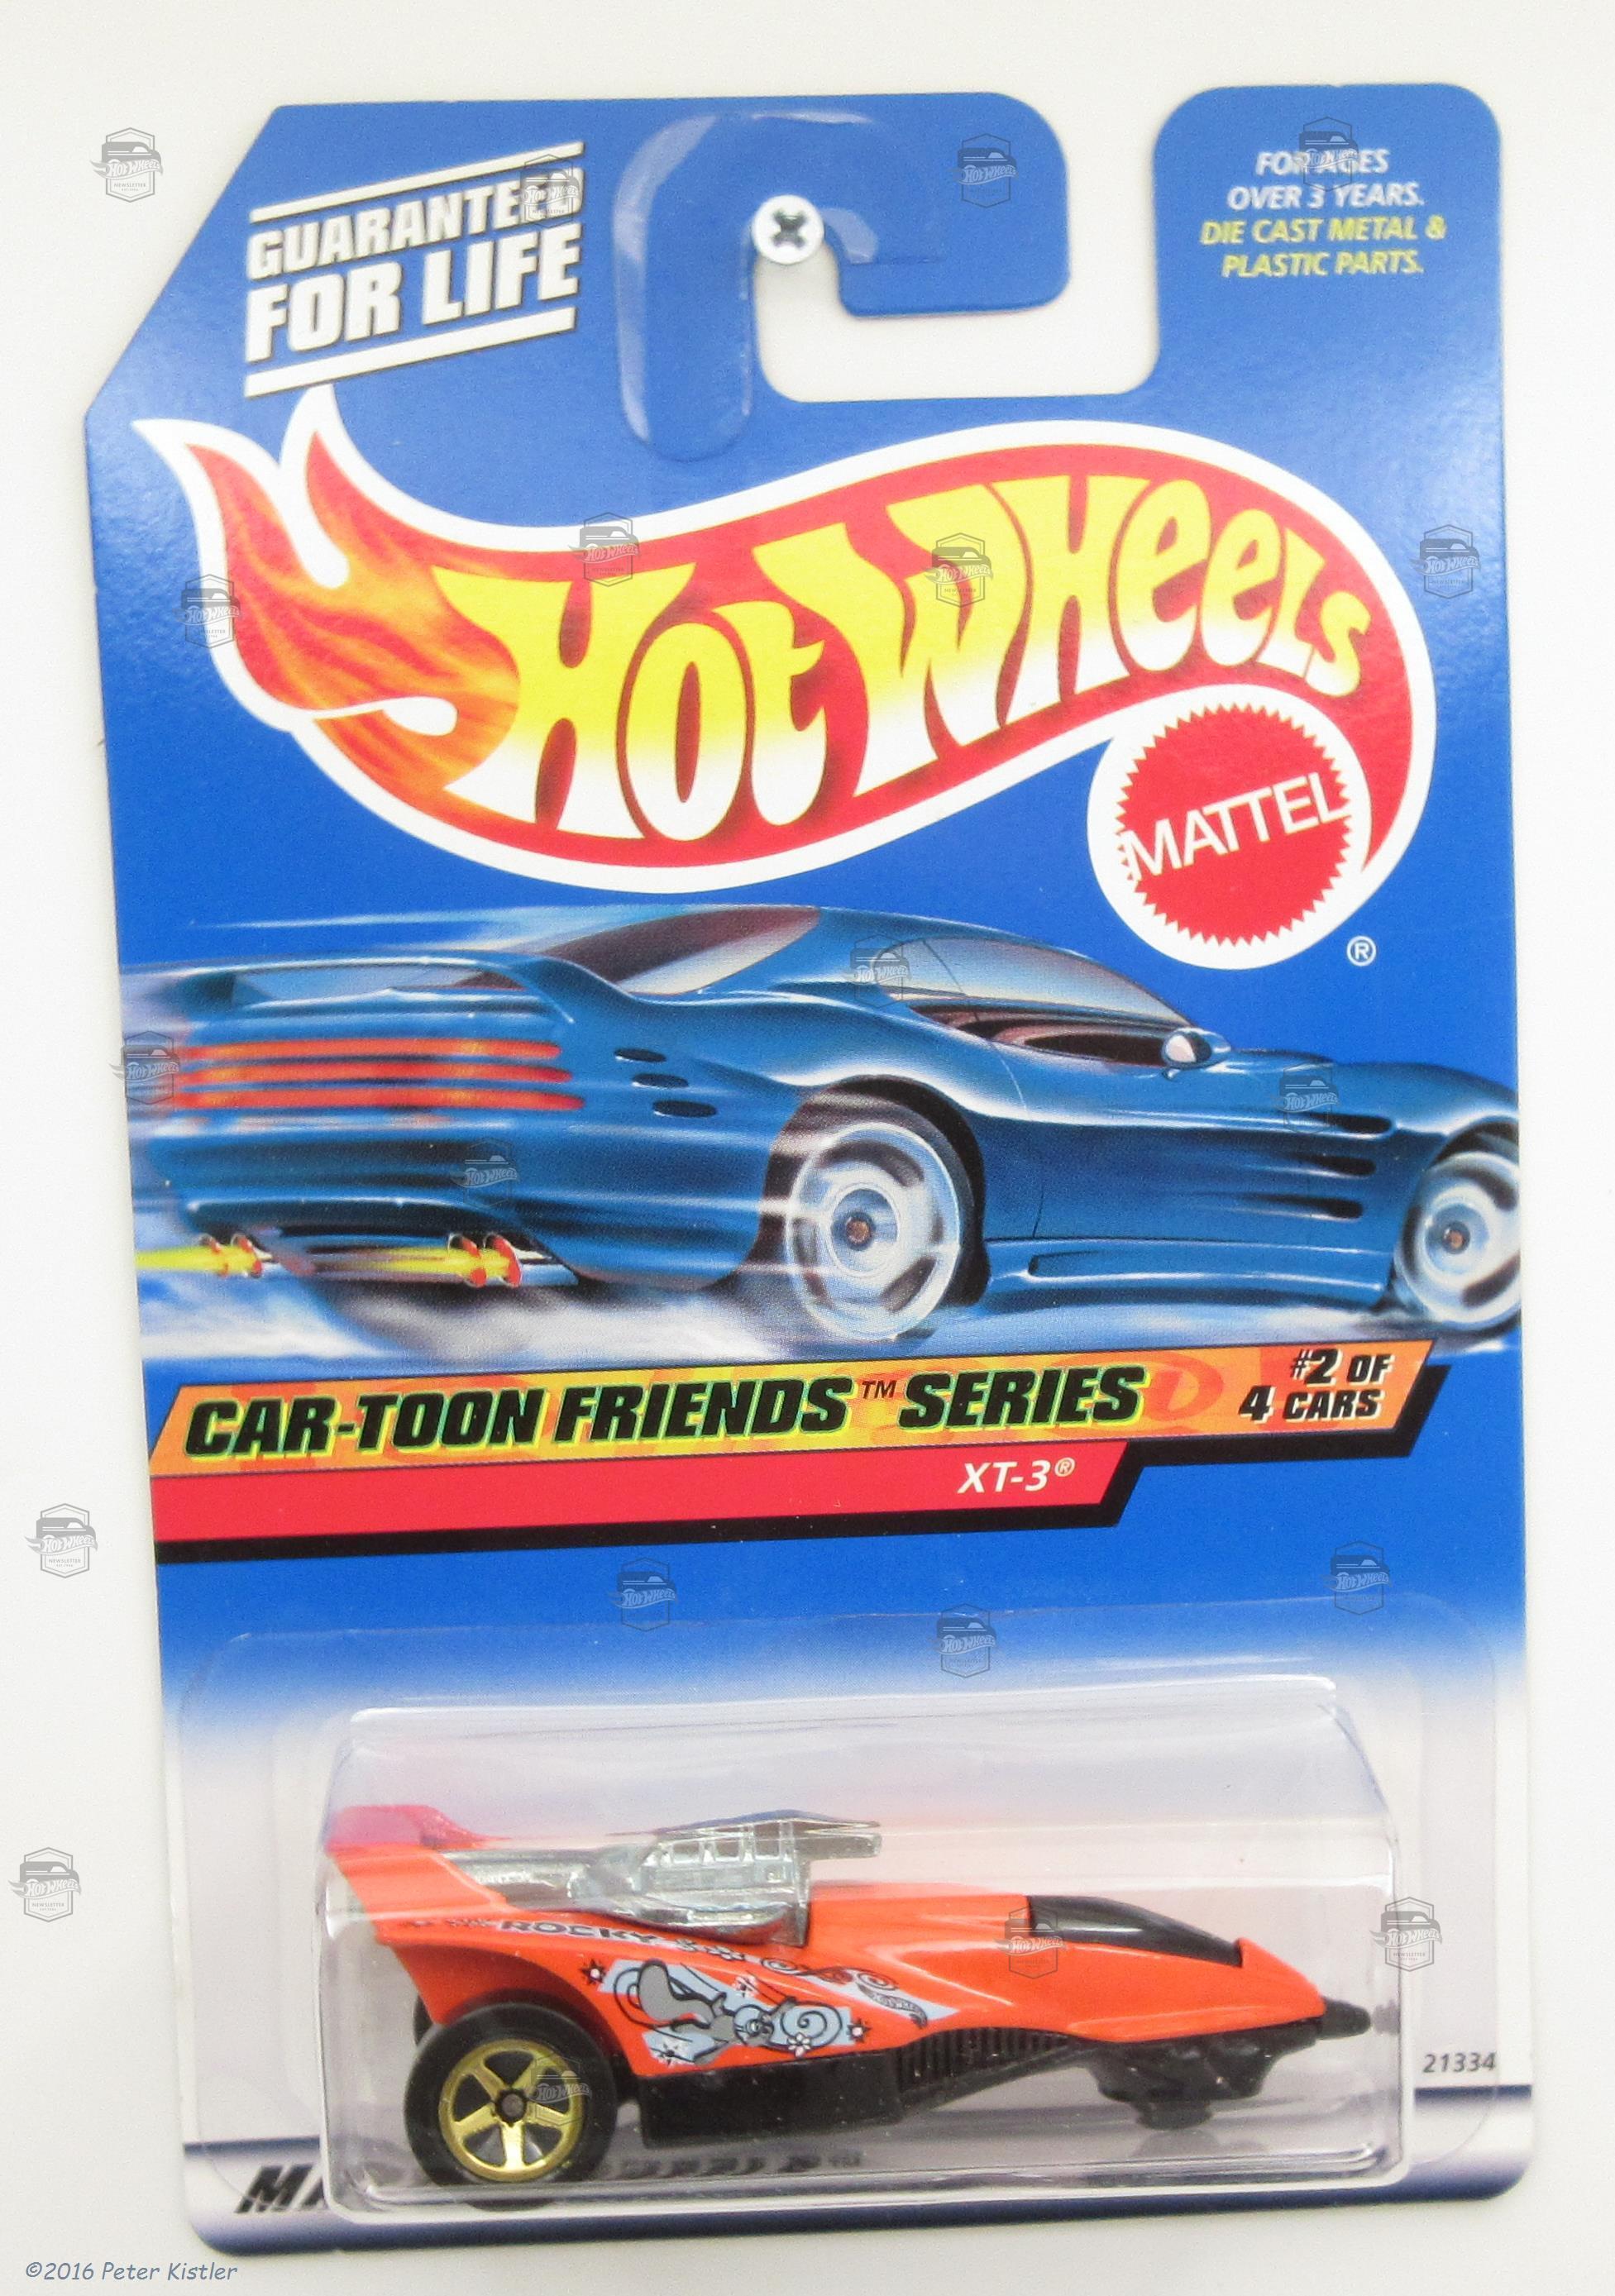 GUARANTEED
FOR LIFE
FOR AGES
OVER 3 YEARS.
DIE CAST METAL &
PLASTIC PARTS.
HOT WHEELS
MATTEL
®
CAR-TOON FRIENDS™ SERIES
#2 OF
4 CARS
XT-3®
ROCKY
21334
©2016 Peter Kistler